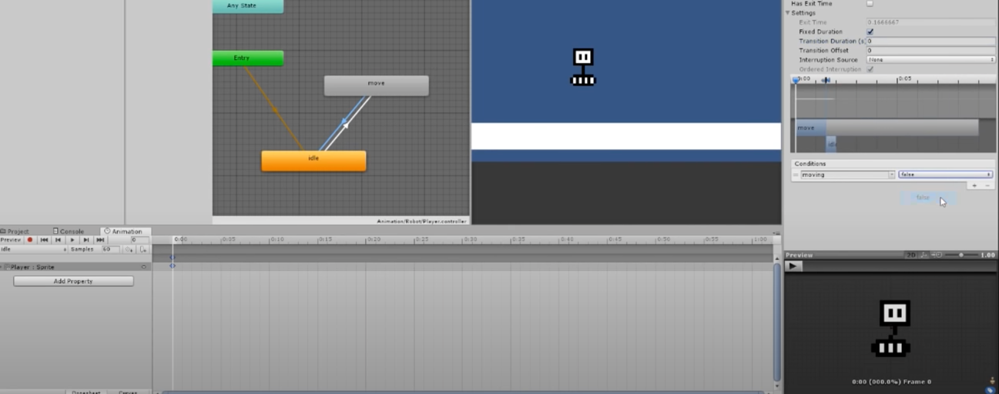 Any State
Entry
move
idle
Animation/Robot/Player.controller
Has Exit Time
Settings
Exit Time 0.1666667
Fixed Duration
Transition Duration (s 0
Transition Offset 0
Interruption Source None
Ordered Interruption
0:00 0:05
move
idle
Conditions
= moving false
+ -
false
Project Console Animation
Preview 0
idle Samples 60
0:00 0:05 0:10 0:15 0:20 0:25 0:30 0:35 0:40 0:45 0:50 0:55 1:00
Player : Sprite
Add Property
Dopesheet Curves
Preview 2D 1.00
0:00 (000.0%) Frame 0